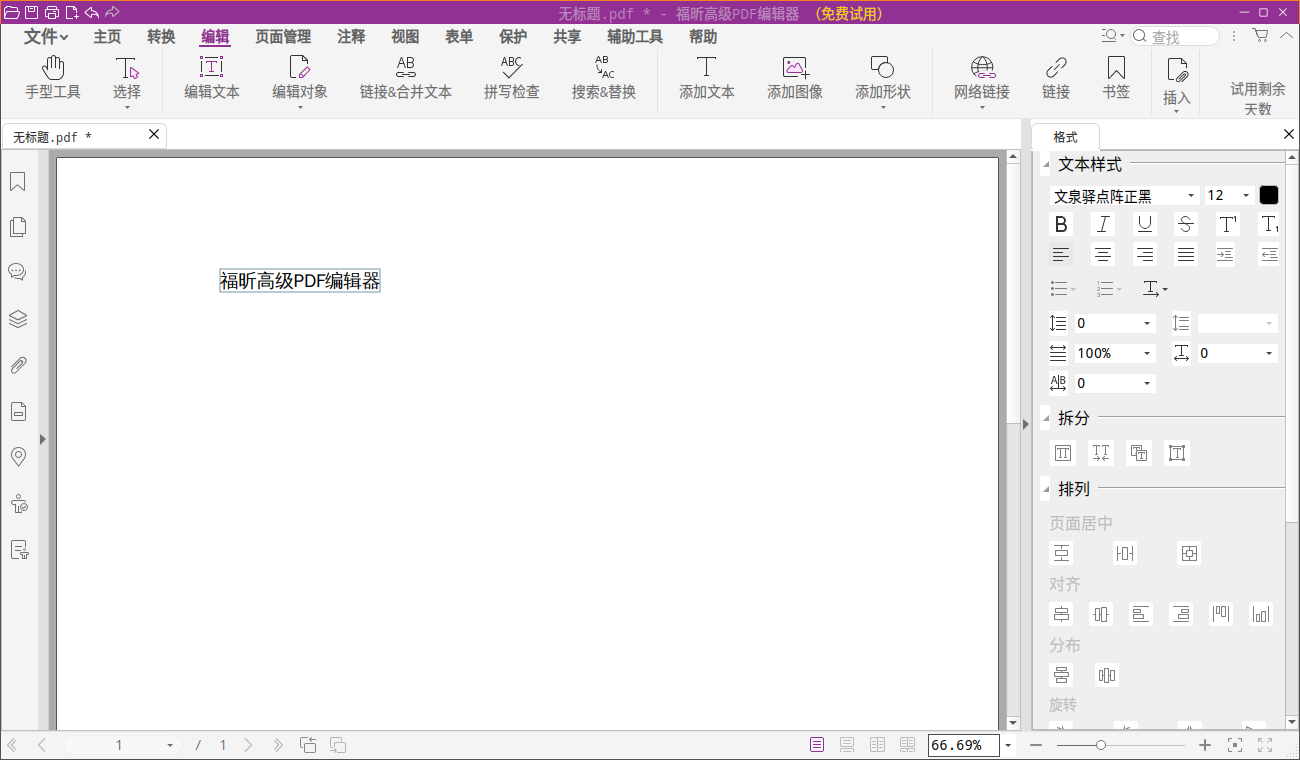 无标题.pdf * - 福昕高级PDF编辑器 （免费试用）
文件 主页 转换 编辑 页面管理 注释 视图 表单 保护 共享 辅助工具 帮助 查找
手型工具 选择 编辑文本 编辑对象 链接&合并文本 拼写检查 搜索&替换 添加文本 添加图像 添加形状 网络链接 链接 书签 插入 试用剩余
天数
无标题.pdf *
格式
文本样式
文泉驿点阵正黑 12
福昕高级PDF编辑器
0
100% 0
0
拆分
排列
页面居中
对齐
分布
旋转
1 / 1 66.69%